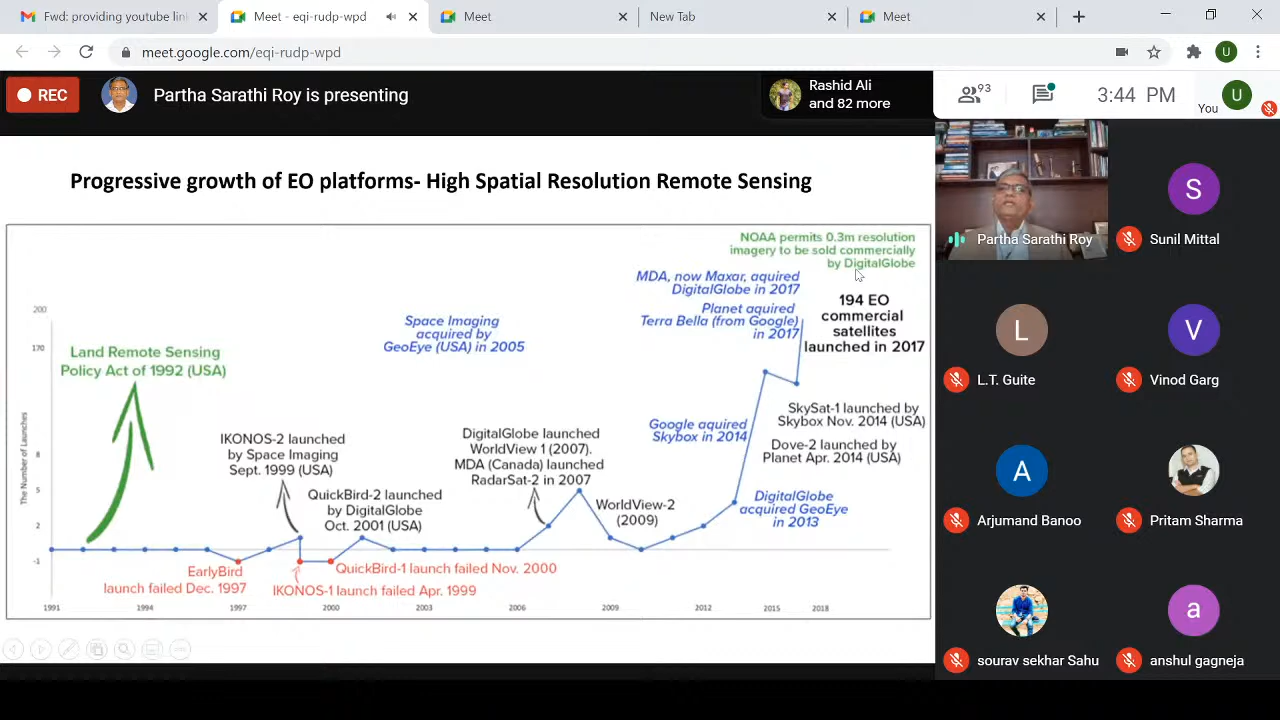 Fwd: providing youtube lin
Meet - eqi-rudp-wpd
Meet
New Tab
Meet
meet.google.com/eqi-rudp-wpd
U
REC
Partha Sarathi Roy is presenting
Rashid Ali
and 82 more
93
3:44 PM
You
U
Progressive growth of EO platforms- High Spatial Resolution Remote Sensing
NOAA permits 0.3m resolution
imagery to be sold commercially
by DigitalGlobe
MDA, now Maxar, aquired
DigitalGlobe in 2017
Planet aquired
Terra Bella (from Google)
in 2017
194 EO
commercial
satellites
launched in 2017
Space Imaging
acquired by
GeoEye (USA) in 2005
Land Remote Sensing
Policy Act of 1992 (USA)
Google aquired
Skybox in 2014
SkySat-1 launched by
Skybox Nov. 2014 (USA)
Dove-2 launched by
Planet Apr. 2014 (USA)
IKONOS-2 launched
by Space Imaging
Sept. 1999 (USA)
DigitalGlobe launched
WorldView 1 (2007).
MDA (Canada) launched
RadarSat-2 in 2007
QuickBird-2 launched
by DigitalGlobe
Oct. 2001 (USA)
WorldView-2
(2009)
DigitalGlobe
acquired GeoEye
in 2013
EarlyBird
launch failed Dec. 1997
QuickBird-1 launch failed Nov. 2000
IKONOS-1 launch failed Apr. 1999
The Number of Launches
200
170
8
5
2
-1
1991
1994
1997
2000
2003
2006
2009
2012
2015
2018
Partha Sarathi Roy
S
Sunil Mittal
L
L.T. Guite
V
Vinod Garg
A
Arjumand Banoo
Pritam Sharma
sourav sekhar Sahu
a
anshul gagneja